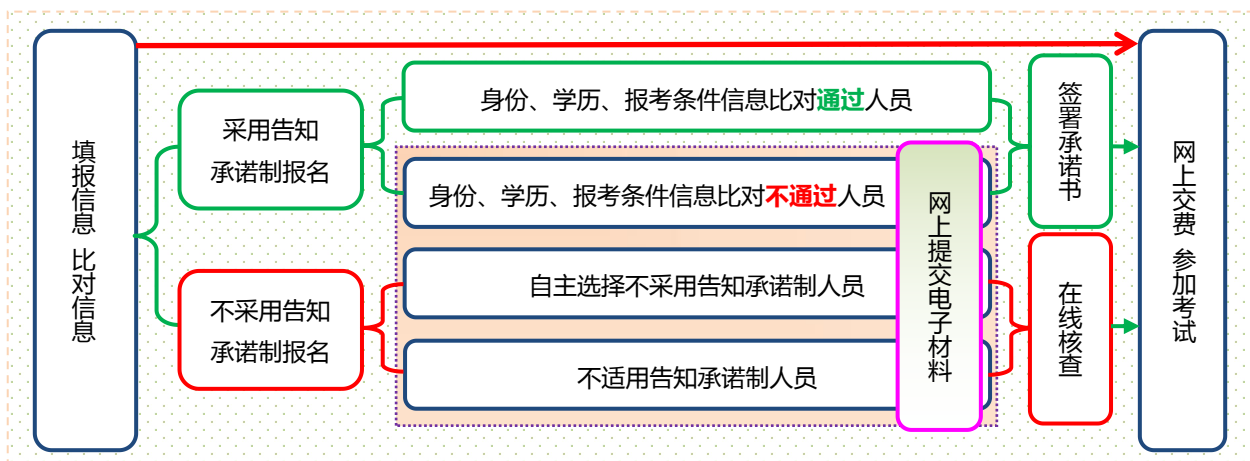 填报信息 比对信息
采用告知
承诺制报名
不采用告知
承诺制报名
身份、学历、报考条件信息比对通过人员
身份、学历、报考条件信息比对不通过人员
自主选择不采用告知承诺制人员
不适用告知承诺制人员
网上提交电子材料
签署承诺书
在线核查
网上交费 参加考试